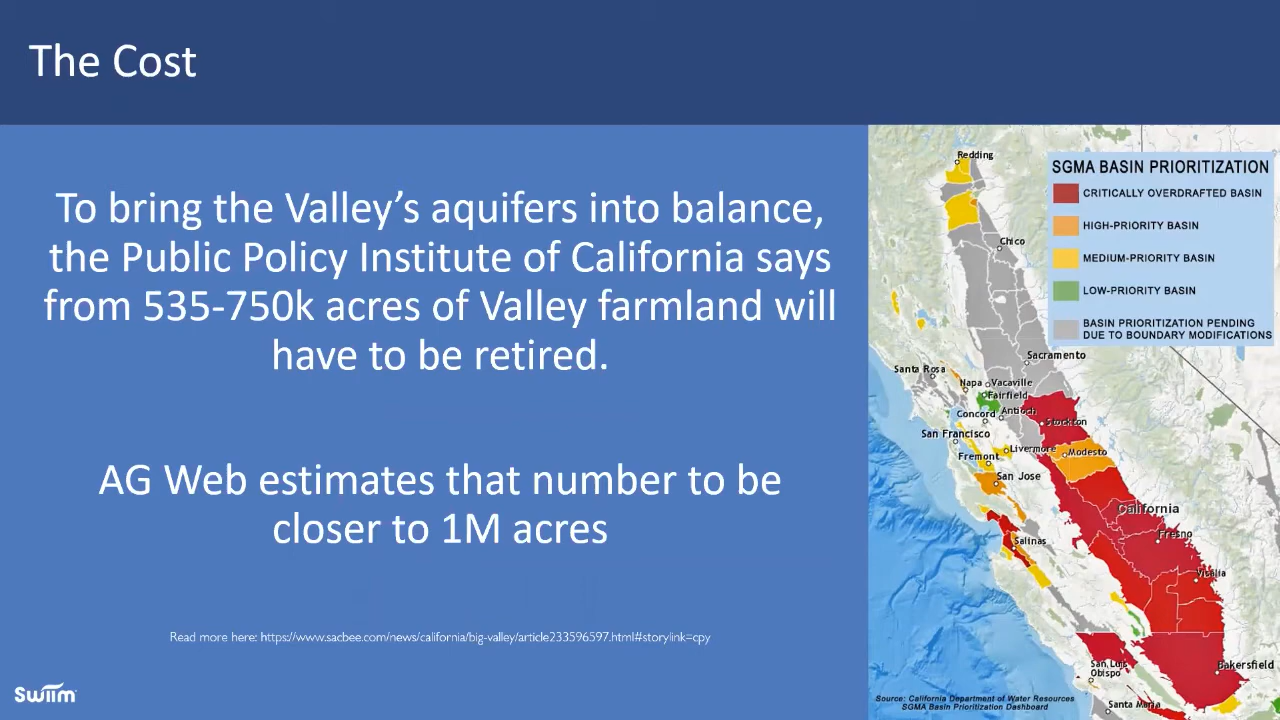 The Cost
To bring the Valley’s aquifers into balance,
the Public Policy Institute of California says
from 535-750k acres of Valley farmland will
have to be retired.
AG Web estimates that number to be
closer to 1M acres
Read more here: https://www.sacbee.com/news/california/big-valley/article233596597.html#storylink=cpy
Swiim
SGMA BASIN PRIORITIZATION
CRITICALLY OVERDRAFTED BASIN
HIGH-PRIORITY BASIN
MEDIUM-PRIORITY BASIN
LOW-PRIORITY BASIN
BASIN PRIORITIZATION PENDING
DUE TO BOUNDARY MODIFICATIONS
Redding
Chico
Sacramento
Santa Rosa
Napa
Vacaville
Fairfield
Concord
Antioch
Stockton
San Francisco
Livermore
Modesto
Fremont
San Jose
California
Fresno
Salinas
Visalia
San Luis
Obispo
Bakersfield
Santa Maria
Source: California Department of Water Resources
SGMA Basin Prioritization Dashboard